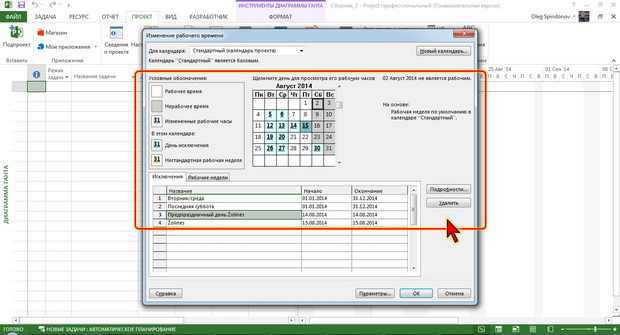 ИНСТРУМЕНТЫ ДИАГРАММЫ ГАНТА
Сборник_3 - Project профессиональный (Ознакомительная версия)
ФАЙЛ ЗАДАЧА РЕСУРС ОТЧЕТ ПРОЕКТ ВИД РАЗРАБОТЧИК ФОРМАТ
Oleg Spiridonov
Подпроект
Магазин
Мои приложения
Сведения о проекте
Вставить
Режим задачи
Название задачи
25 Авг '14
01 Сен '14
ДИАГРАММА ГАНТА
Изменение рабочего времени
Для календаря: Стандартный (календарь проекта)
Новый календарь...
Календарь "Стандартный" является базовым.
Условные обозначения:
Рабочее время
Нерабочее время
31 Измененные рабочие часы
В этом календаре:
31 День исключения
31 Нестандартная рабочая неделя
Щелкните день для просмотра его рабочих часов
Август 2014
Пн Вт Ср Чт Пт Сб Вс
1 2 3
4 5 6 7 8 9 10
11 12 13 14 15 16 17
18 19 20 21 22 23 24
25 26 27 28 29 30 31
02 Август 2014 не является рабочим.
На основе:
Рабочая неделя по умолчанию в календаре "Стандартный".
Исключения Рабочие недели
Название Начало Окончание
1 Вторник/среда 01.01.2014 31.12.2014
2 Последняя суббота 01.01.2014 31.12.2014
3 Предпраздничный день Žolinės 14.08.2014 14.08.2014
4 Žolinės 15.08.2014 15.08.2014
Подробности...
Удалить
Справка
Параметры...
ОК
Отмена
ГОТОВО
НОВЫЕ ЗАДАЧИ : АВТОМАТИЧЕСКОЕ ПЛАНИРОВАНИЕ